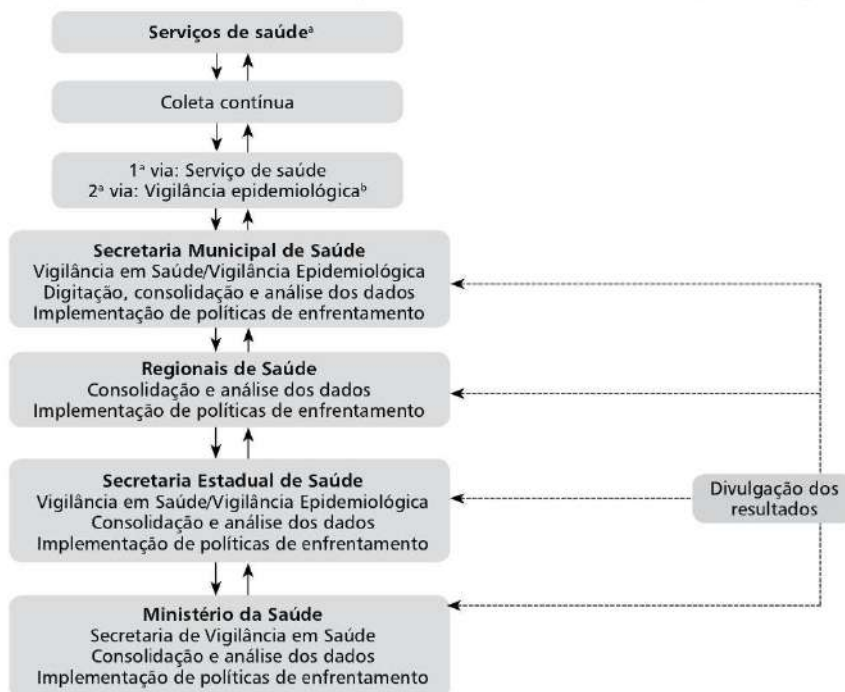 Serviços de saúdeᵃ
Coleta contínua
1ª via: Serviço de saúde
2ª via: Vigilância epidemiológicaᵇ
Secretaria Municipal de Saúde
Vigilância em Saúde/Vigilância Epidemiológica
Digitação, consolidação e análise dos dados
Implementação de políticas de enfrentamento
Regionais de Saúde
Consolidação e análise dos dados
Implementação de políticas de enfrentamento
Secretaria Estadual de Saúde
Vigilância em Saúde/Vigilância Epidemiológica
Consolidação e análise dos dados
Implementação de políticas de enfrentamento
Divulgação dos
resultados
Ministério da Saúde
Secretaria de Vigilância em Saúde
Consolidação e análise dos dados
Implementação de políticas de enfrentamento